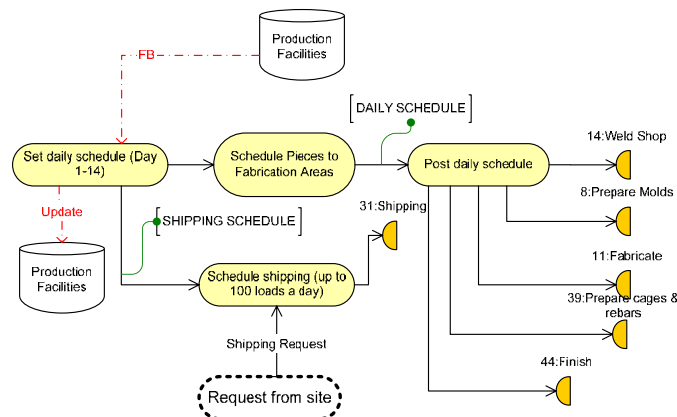 Production
Facilities
FB
[DAILY SCHEDULE]
14:Weld Shop
Set daily schedule (Day
1-14)
Schedule Pieces to
Fabrication Areas
Post daily schedule
8:Prepare Molds
31:Shipping
Update
[SHIPPING SCHEDULE]
11:Fabricate
Production
Facilities
Schedule shipping (up to
100 loads a day)
39:Prepare cages &
rebars
Shipping Request
44:Finish
Request from site